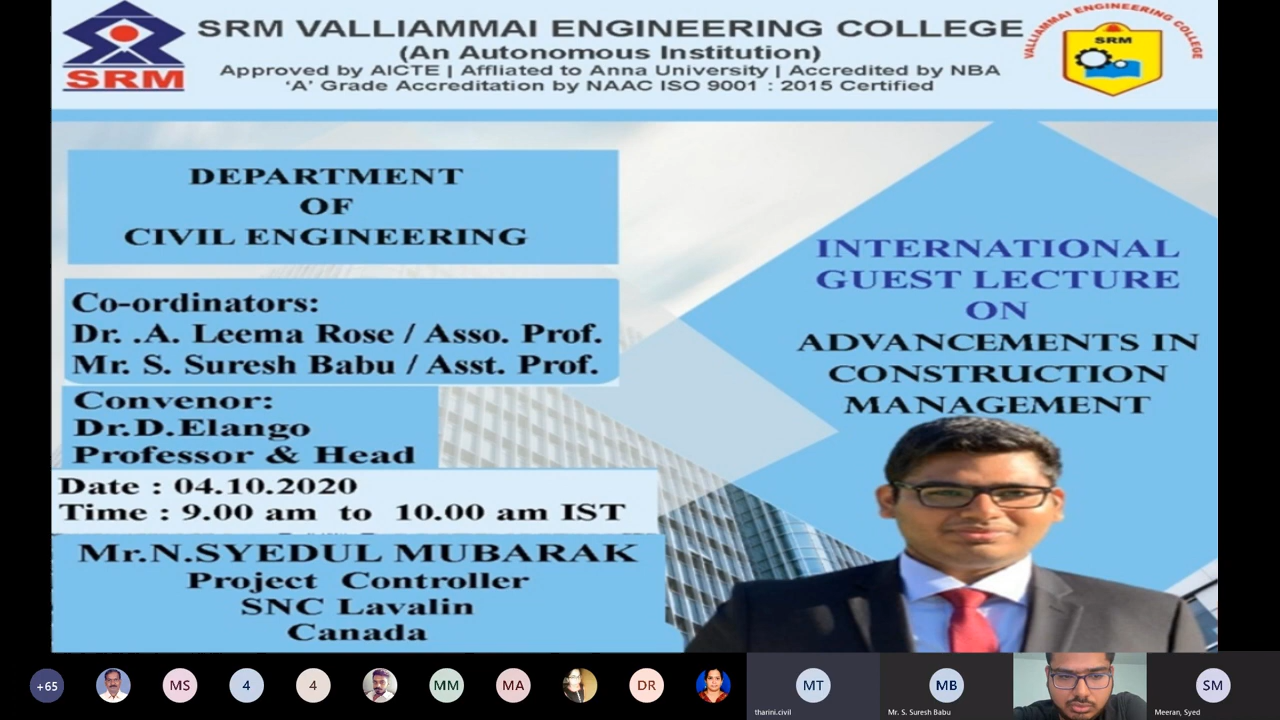 SRM VALLIAMMAI ENGINEERING COLLEGE
(An Autonomous Institution)
Approved by AICTE | Affliated to Anna University | Accredited by NBA
‘A’ Grade Accreditation by NAAC ISO 9001 : 2015 Certified
SRM
VALLIAMMAI ENGINEERING COLLEGE
SRM
DEPARTMENT
OF
CIVIL ENGINEERING
Co-ordinators:
Dr. .A. Leema Rose / Asso. Prof.
Mr. S. Suresh Babu / Asst. Prof.
Convenor:
Dr.D.Elango
Professor & Head
Date : 04.10.2020
Time : 9.00 am to 10.00 am IST
Mr.N.SYEDUL MUBARAK
Project Controller
SNC Lavalin
Canada
INTERNATIONAL
GUEST LECTURE
ON
ADVANCEMENTS IN
CONSTRUCTION
MANAGEMENT
+65
MS
4
4
MM
MA
DR
MT
tharini.civil
MB
Mr. S. Suresh Babu
SM
Meeran, Syed